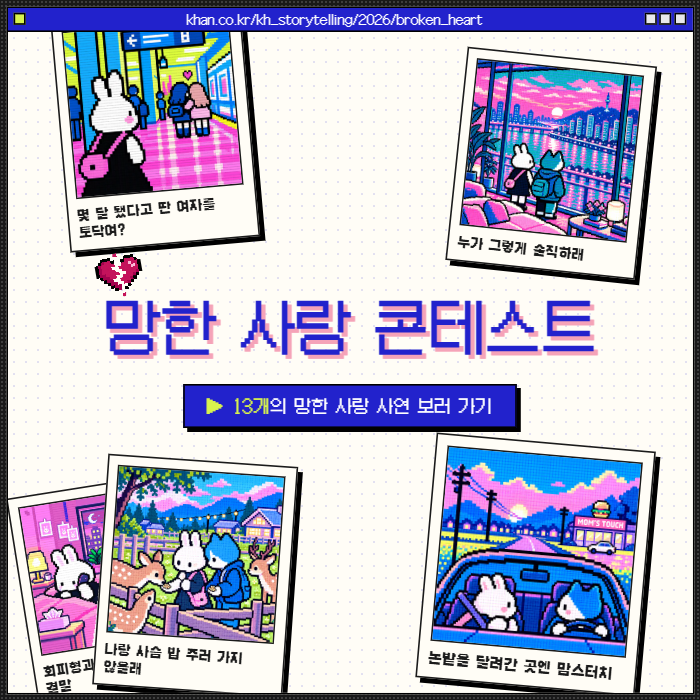 khan.co.kr/kh_storytelling/2026/broken_heart
몇 달 됐다고 딴 여자를
토닥여?
누가 그렇게 솔직하래
망한 사랑 콘테스트
▶ 13개의 망한 사랑 사연 보러 가기
MOM'S TOUCH
나랑 사슴 밥 주러 가지
않을래
논밭을 달려간 곳엔 맘스터치
회피형과
결말